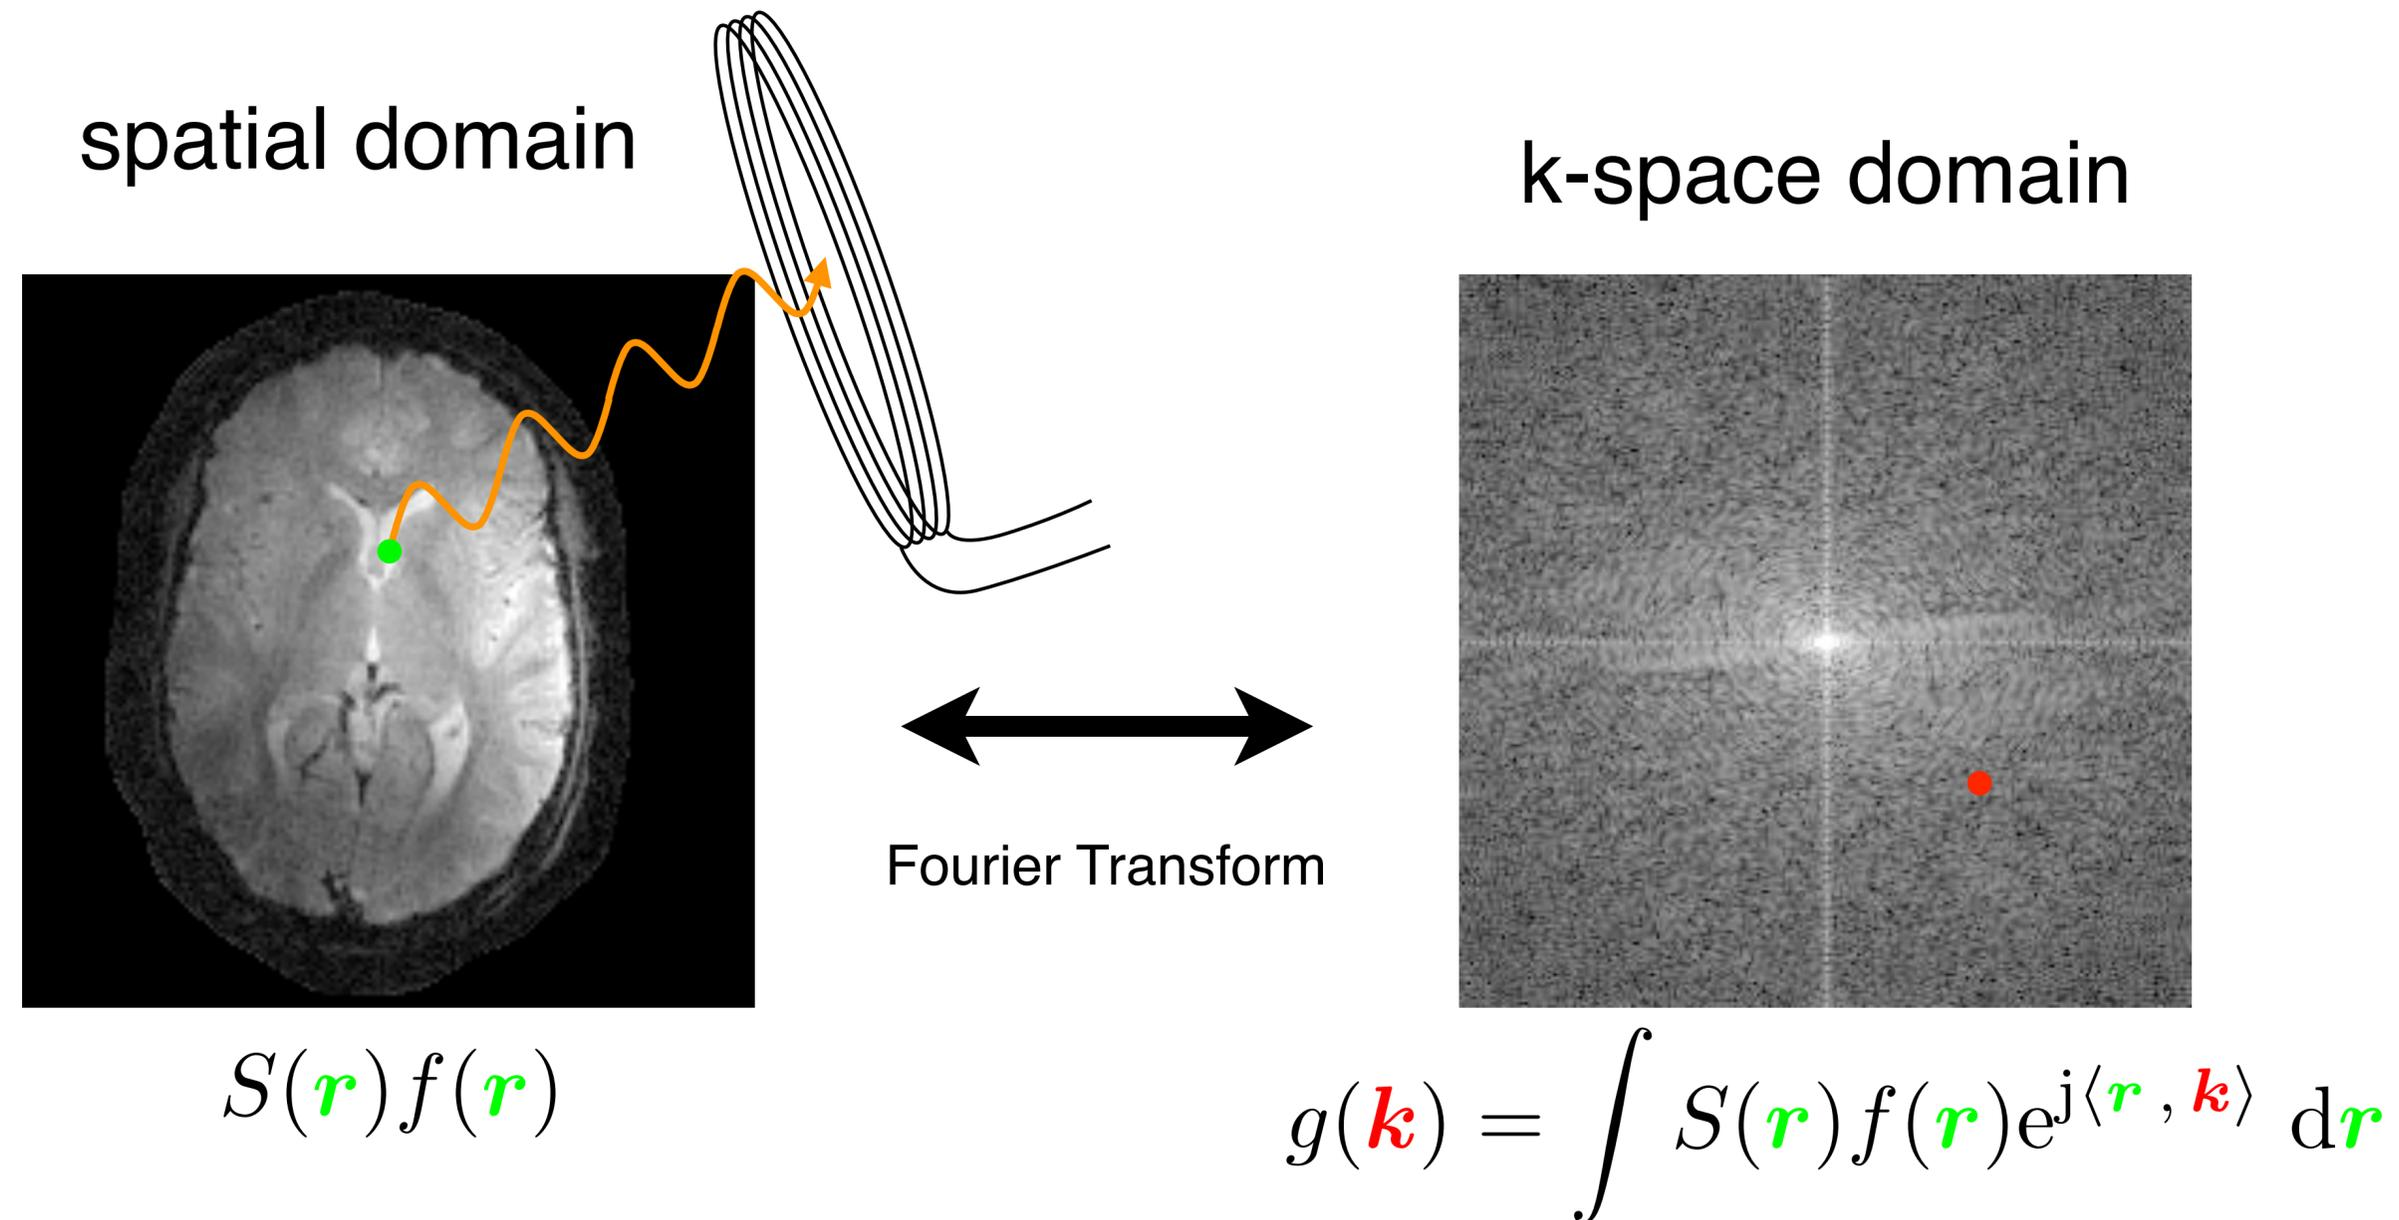 spatial domain
k-space domain
Fourier Transform
S(r)f(r)
g(k) = ∫ S(r)f(r)e^{j⟨r , k⟩} dr